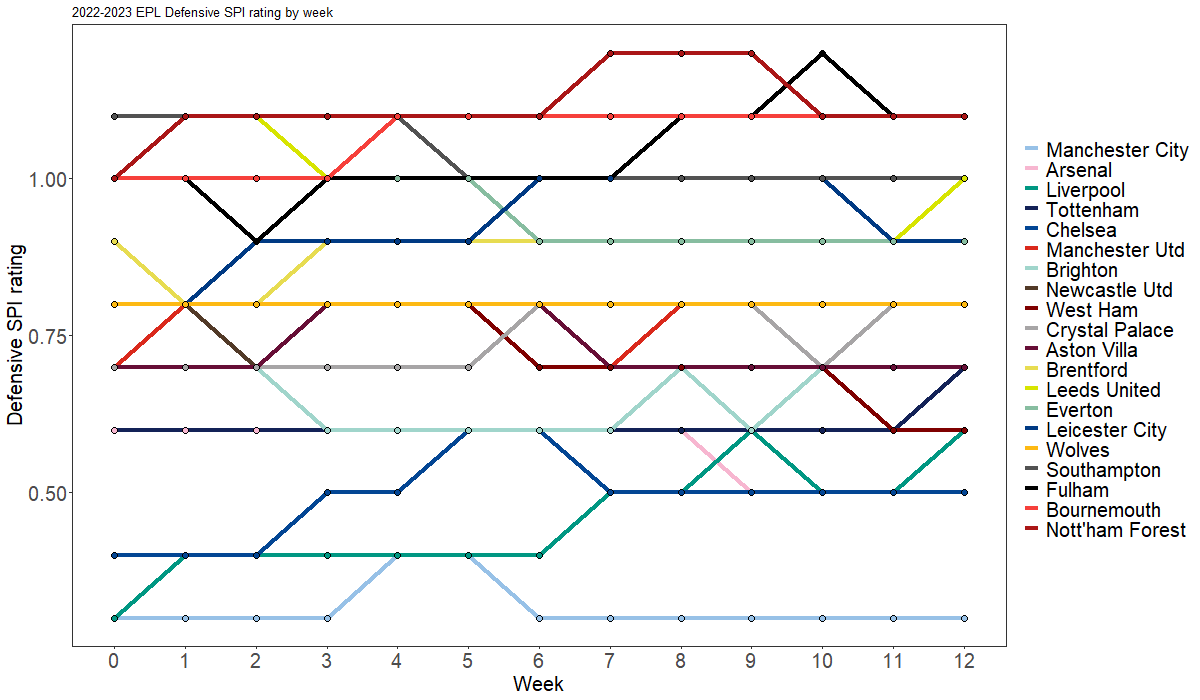 2022-2023 EPL Defensive SPI rating by week
Defensive SPI rating
1.00
0.75
0.50
0 1 2 3 4 5 6 7 8 9 10 11 12
Week
Manchester City
Arsenal
Liverpool
Tottenham
Chelsea
Manchester Utd
Brighton
Newcastle Utd
West Ham
Crystal Palace
Aston Villa
Brentford
Leeds United
Everton
Leicester City
Wolves
Southampton
Fulham
Bournemouth
Nott'ham Forest